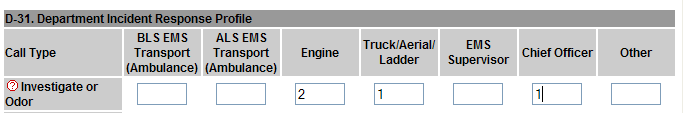 D-31. Department Incident Response Profile
Call Type
BLS EMS
Transport
(Ambulance)
ALS EMS
Transport
(Ambulance)
Engine
Truck/Aerial/
Ladder
EMS
Supervisor
Chief Officer
Other
? Investigate or
Odor
2
1
1